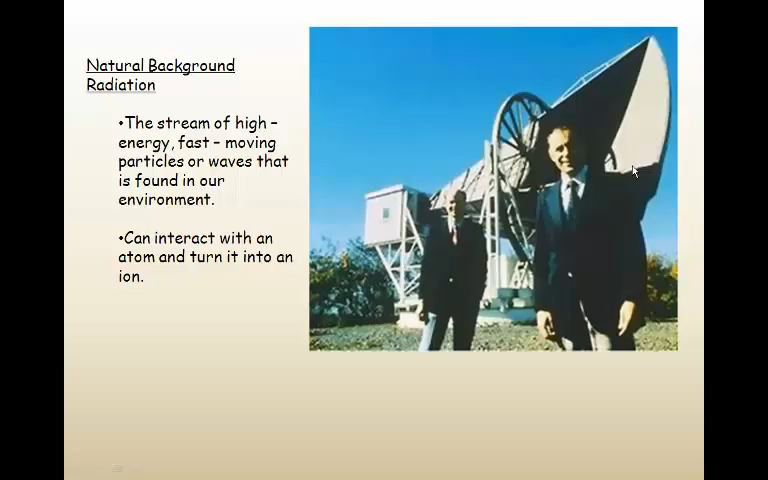 Natural Background
Radiation
•The stream of high –
energy, fast – moving
particles or waves that
is found in our
environment.
•Can interact with an
atom and turn it into an
ion.